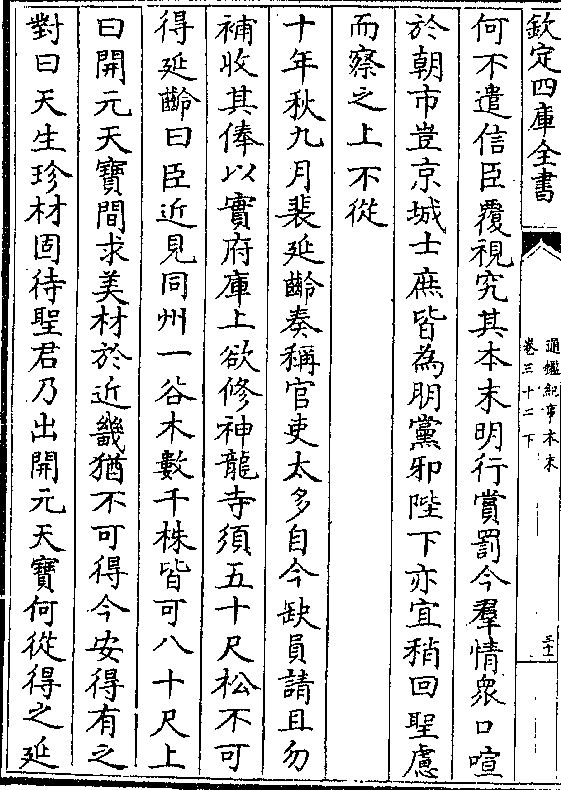 欽定四庫全書
通鑑紀事本末
卷三十二下
三十
何不遣信臣覆視究其本末明行賞罰今羣情衆口喧
於朝市豈京城士庶皆為朋黨邪陛下亦宜稍回聖慮
而察之上不從
十年秋九月裴延齡奏稱官吏太多自今缺員請且勿
補收其俸以實府庫上欲修神龍寺須五十尺松不可
得延齡曰臣近見同州一谷木數千株皆可八十尺上
曰開元天寶間求美材於近畿猶不可得今安得有之
對曰天生珍材固待聖君乃出開元天寶何從得之延